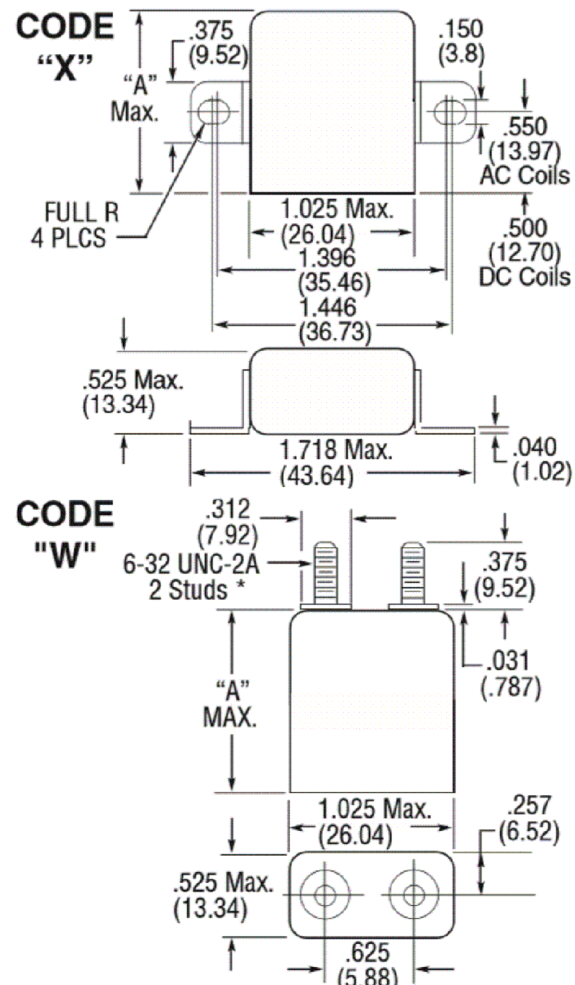 CODE
“X”
.375
(9.52)
.150
(3.8)
“A”
Max.
.550
(13.97)
AC Coils
FULL R
4 PLCS
1.025 Max.
(26.04)
.500
(12.70)
DC Coils
1.396
(35.46)
1.446
(36.73)
.525 Max.
(13.34)
1.718 Max.
(43.64)
.040
(1.02)
CODE
"W"
.312
(7.92)
6-32 UNC-2A
2 Studs *
.375
(9.52)
.031
(.787)
“A”
MAX.
1.025 Max.
(26.04)
.257
(6.52)
.525 Max.
(13.34)
.625
(5.88)